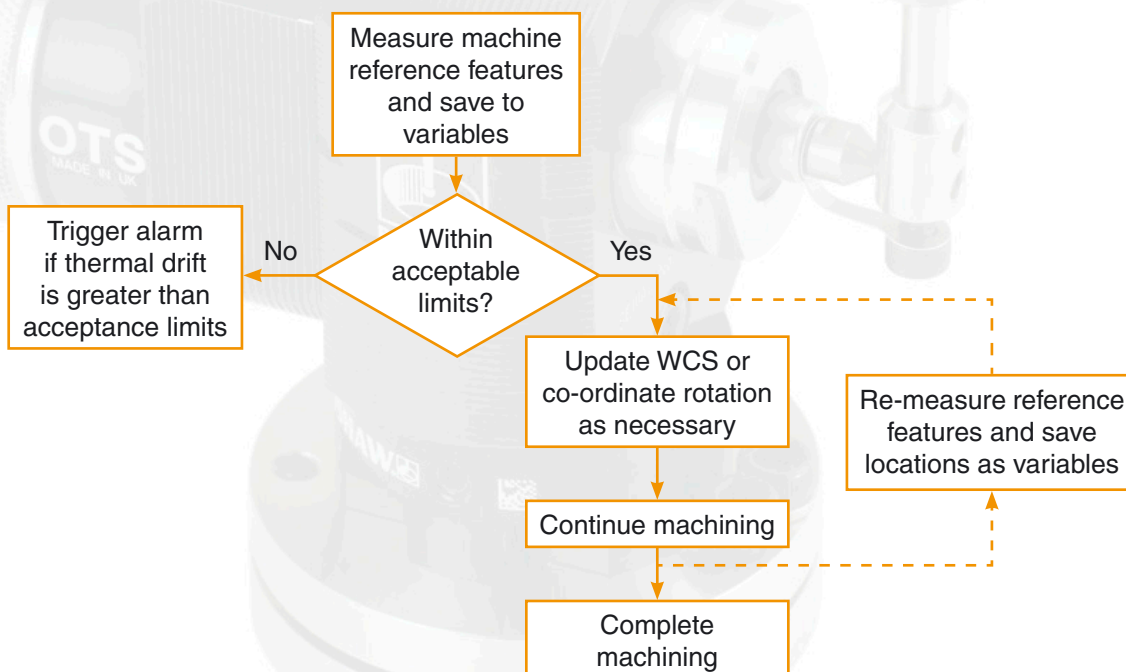 Measure machine
reference features
and save to
variables
OTS
MADE IN UK
Trigger alarm
if thermal drift
is greater than
acceptance limits
No
Within
acceptable
limits?
Yes
Update WCS or
co-ordinate rotation
as necessary
Re-measure reference
features and save
locations as variables
Continue machining
Complete
machining